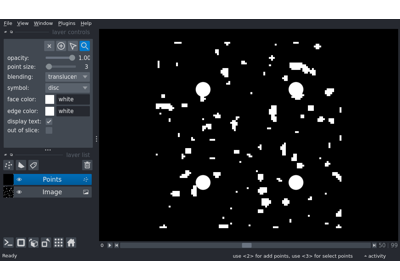 File View Window Plugins Help
layer controls
opacity: 1.00
point size: 3
blending: translucen
symbol: disc
face color: white
edge color: white
display text:
out of slice:
layer list
Points
Image
0
50 99
Ready use <2> for add points, use <3> for select points activity